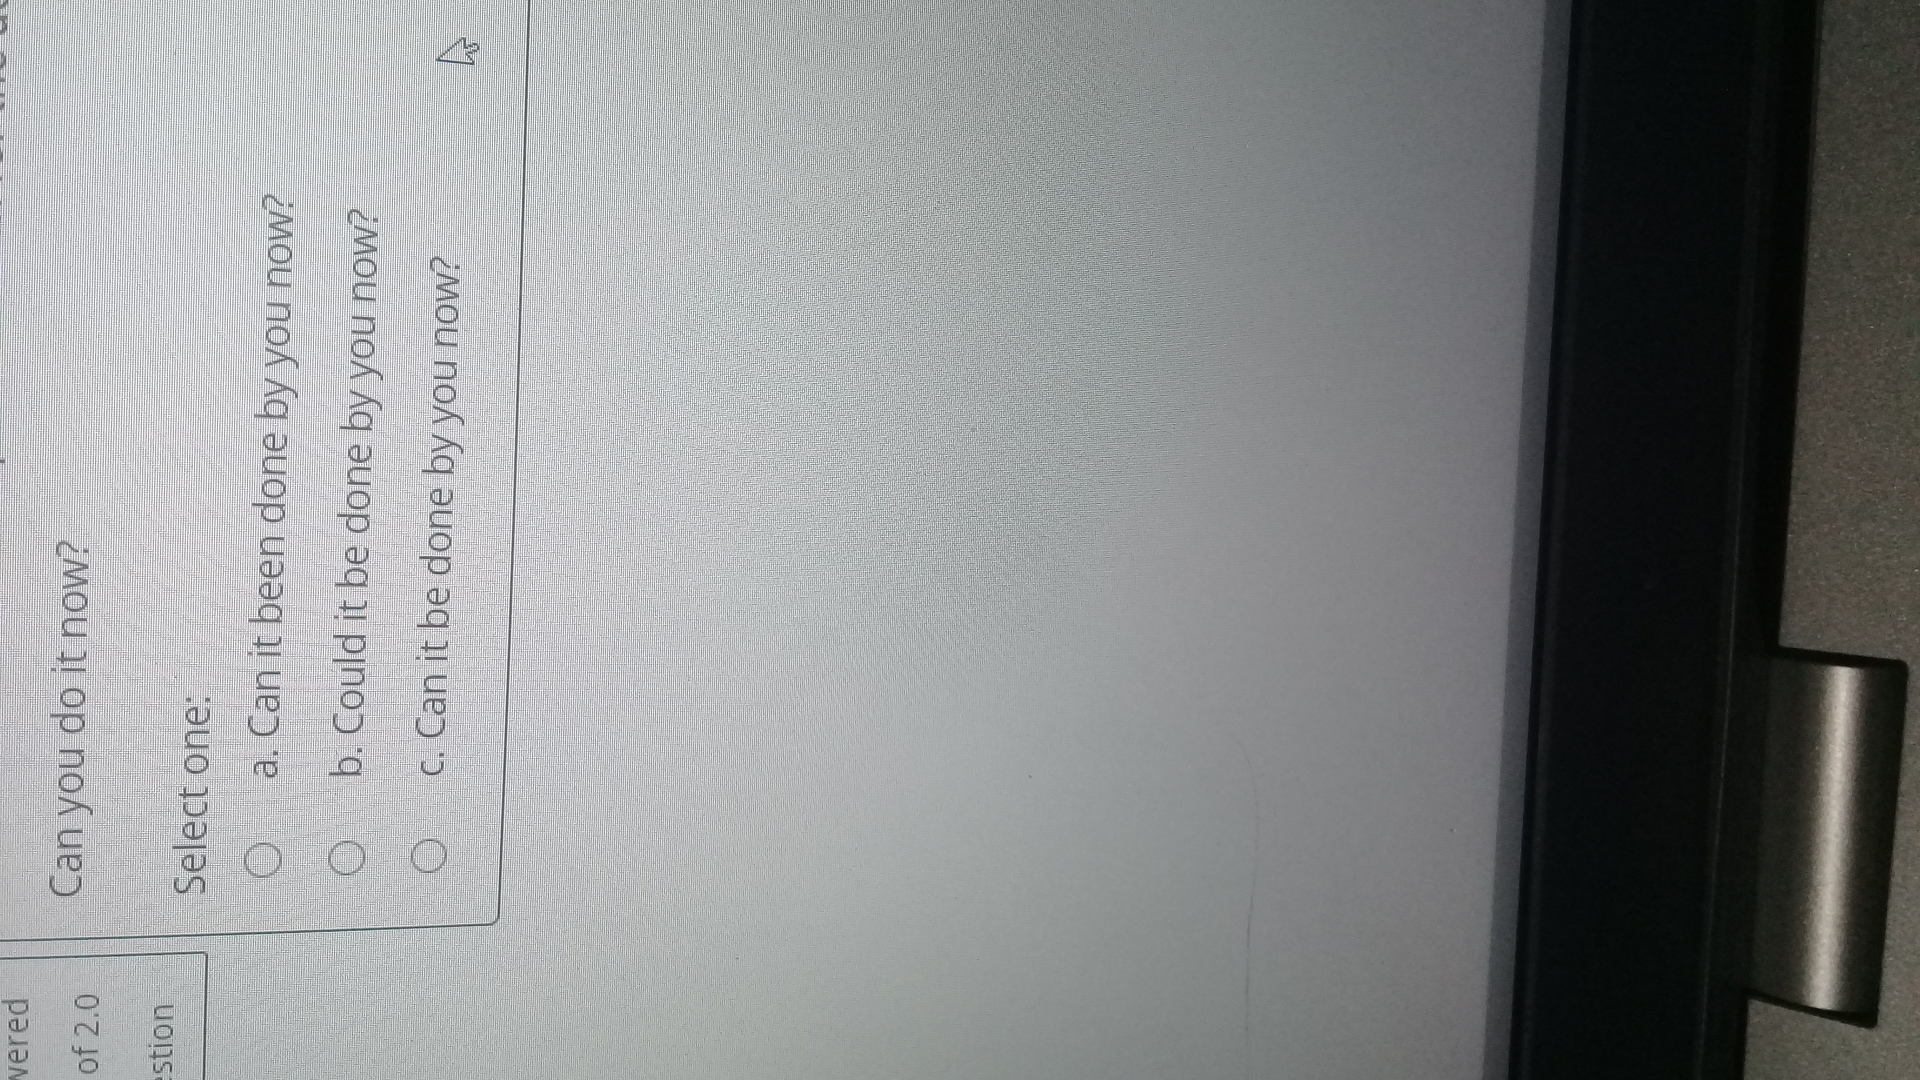 wered
of 2.0
estion
Can you do it now?
Select one:
a. Can it been done by you now?
b. Could it be done by you now?
c. Can it be done by you now?